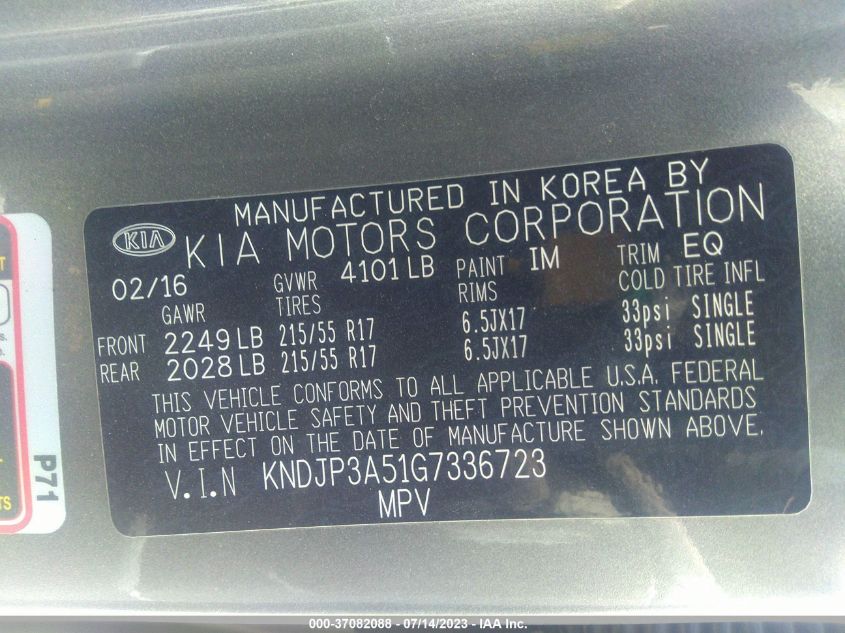 MANUFACTURED IN KOREA BY
KIA KIA MOTORS CORPORATION
02/16 GVWR 4101 LB PAINT IM TRIM EQ
GAWR TIRES RIMS COLD TIRE INFL
FRONT 2249 LB 215/55 R17 6.5JX17 33psi SINGLE
REAR 2028 LB 215/55 R17 6.5JX17 33psi SINGLE
THIS VEHICLE CONFORMS TO ALL APPLICABLE U.S.A. FEDERAL
MOTOR VEHICLE SAFETY AND THEFT PREVENTION STANDARDS
IN EFFECT ON THE DATE OF MANUFACTURE SHOWN ABOVE.
V.I.N KNDJP3A51G7336723
MPV
P71
000-37082088 - 07/14/2023 - IAA Inc.